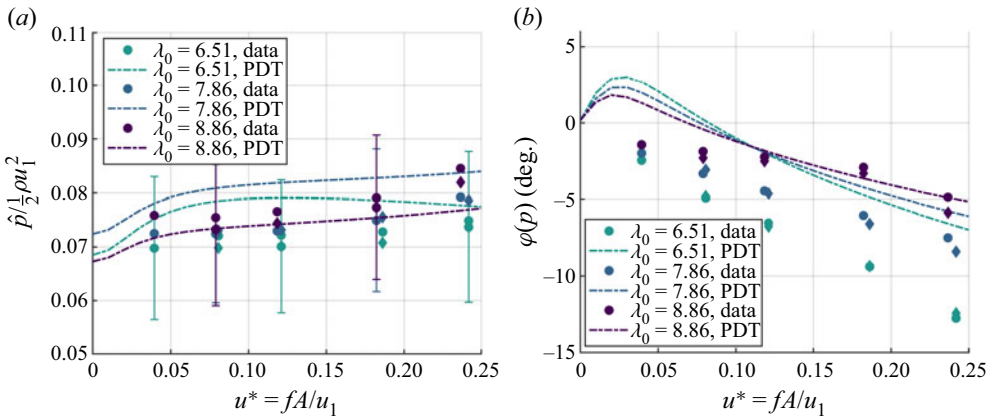 (a)
0.11
0.10
0.09
0.08
0.07
0.06
0.05
p̂/½ρu₁²
λ₀ = 6.51, data
λ₀ = 6.51, PDT
λ₀ = 7.86, data
λ₀ = 7.86, PDT
λ₀ = 8.86, data
λ₀ = 8.86, PDT
0 0.05 0.10 0.15 0.20 0.25
u* = fA/u₁
(b)
5
0
−5
−10
−15
φ(p) (deg.)
λ₀ = 6.51, data
λ₀ = 6.51, PDT
λ₀ = 7.86, data
λ₀ = 7.86, PDT
λ₀ = 8.86, data
λ₀ = 8.86, PDT
0 0.05 0.10 0.15 0.20 0.25
u* = fA/u₁